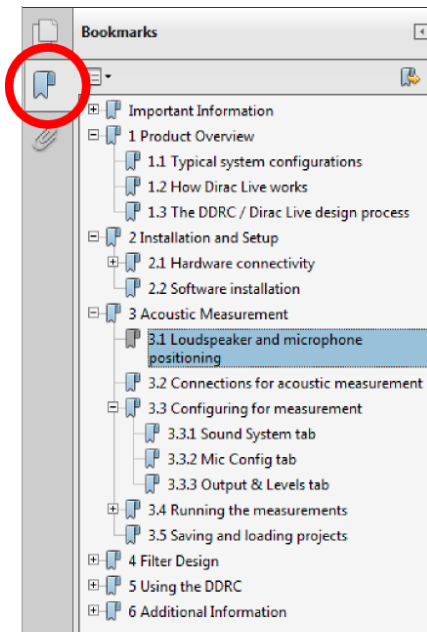 Bookmarks
Important Information
1 Product Overview
1.1 Typical system configurations
1.2 How Dirac Live works
1.3 The DDRC / Dirac Live design process
2 Installation and Setup
2.1 Hardware connectivity
2.2 Software installation
3 Acoustic Measurement
3.1 Loudspeaker and microphone
positioning
3.2 Connections for acoustic measurement
3.3 Configuring for measurement
3.3.1 Sound System tab
3.3.2 Mic Config tab
3.3.3 Output & Levels tab
3.4 Running the measurements
3.5 Saving and loading projects
4 Filter Design
5 Using the DDRC
6 Additional Information